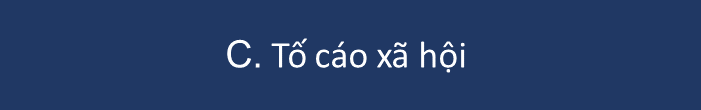 C. Tố cáo xã hội